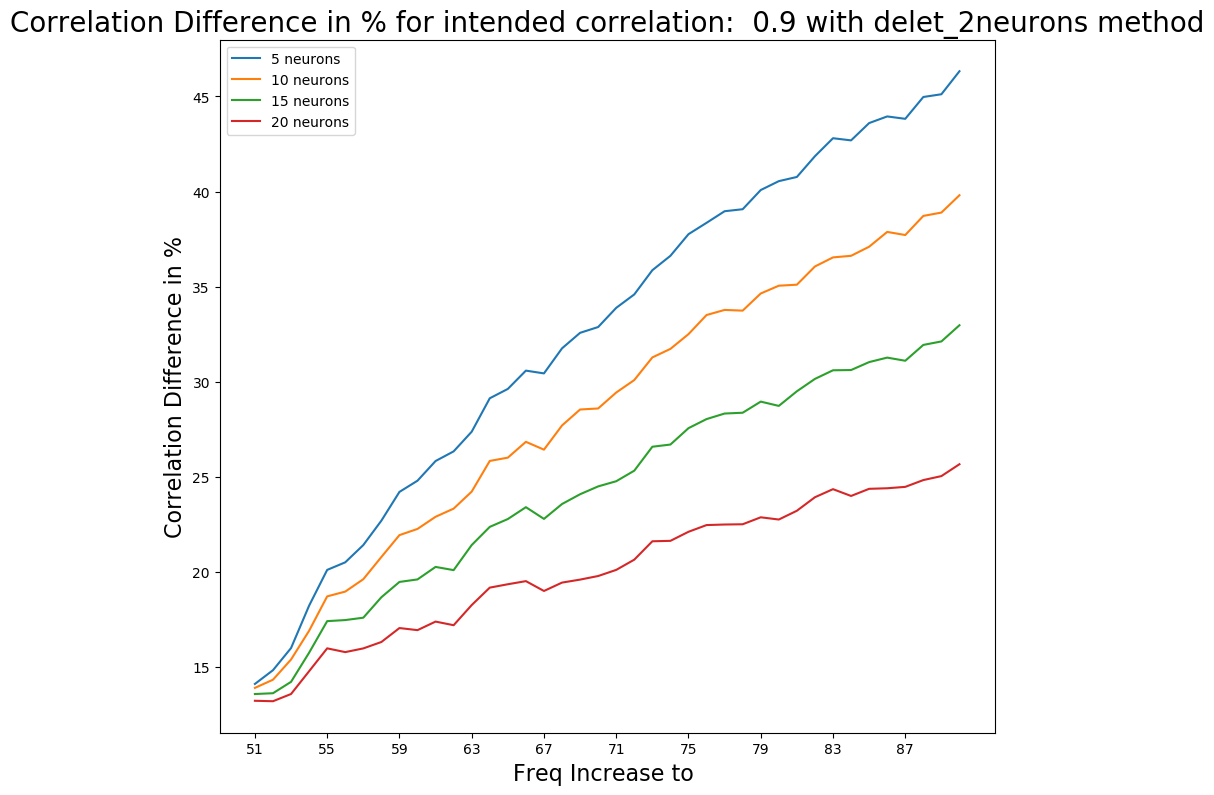 Correlation Difference in % for intended correlation:  0.9 with delet_2neurons method
5 neurons
10 neurons
15 neurons
20 neurons
Correlation Difference in %
45
40
35
30
25
20
15
51 55 59 63 67 71 75 79 83 87
Freq Increase to